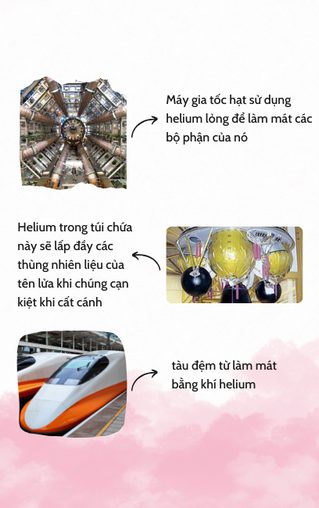 Máy gia tốc hạt sử dụng
helium lỏng để làm mát các
bộ phận của nó
Helium trong túi chứa
này sẽ lấp đầy các
thùng nhiên liệu của
tên lửa khi chúng cạn
kiệt khi cất cánh
tàu đệm từ làm mát
bằng khí helium